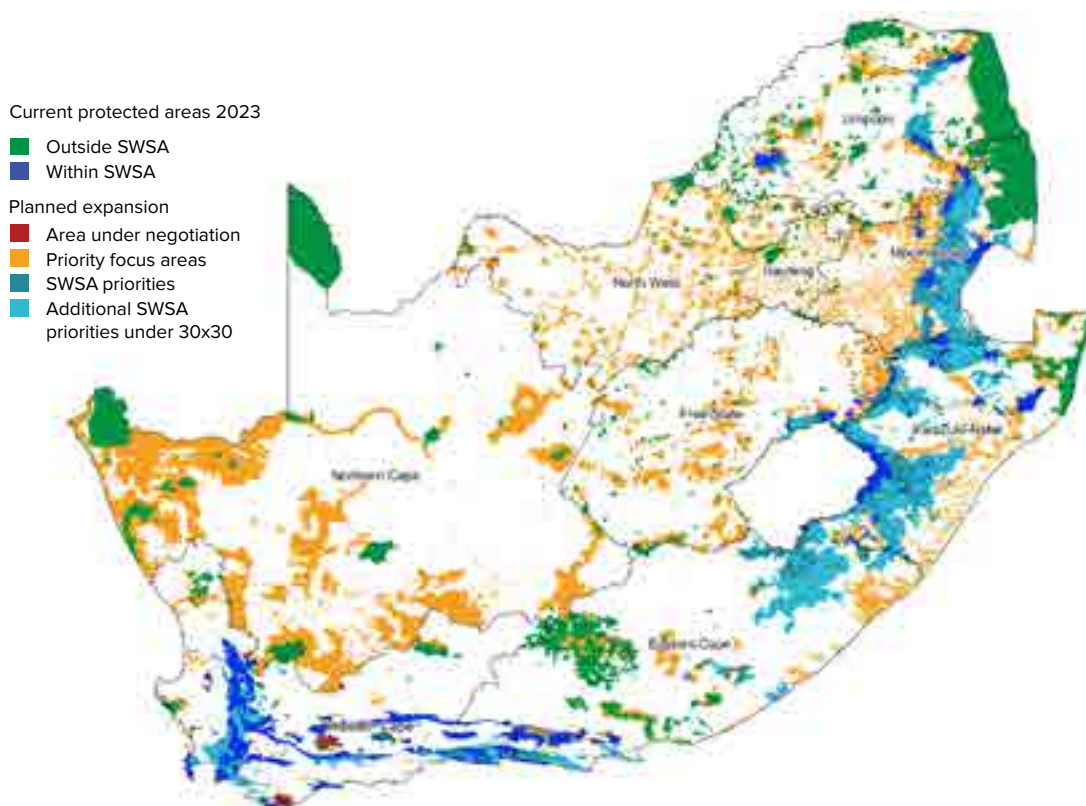 Current protected areas 2023
Outside SWSA
Within SWSA
Planned expansion
Area under negotiation
Priority focus areas
SWSA priorities
Additional SWSA
priorities under 30x30
Limpopo
North West
Gauteng
Mpumalanga
Free State
KwaZulu-Natal
Northern Cape
Eastern Cape